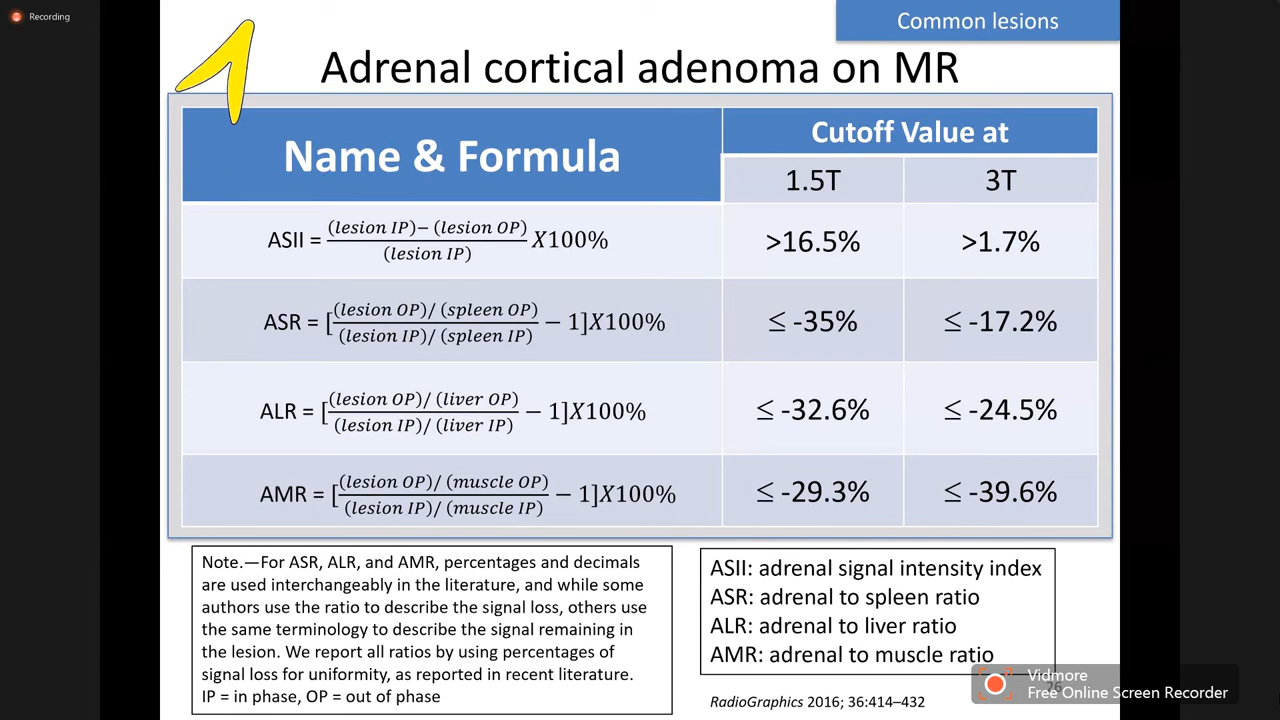 Recording
Common lesions
Adrenal cortical adenoma on MR
Name & Formula
Cutoff Value at
1.5T
3T
ASII = (lesion IP)− (lesion OP) / (lesion IP) X100%
>16.5%
>1.7%
ASR = [(lesion OP)/ (spleen OP) / (lesion IP)/ (spleen IP) − 1]X100%
≤ -35%
≤ -17.2%
ALR = [(lesion OP)/ (liver OP) / (lesion IP)/ (liver IP) − 1]X100%
≤ -32.6%
≤ -24.5%
AMR = [(lesion OP)/ (muscle OP) / (lesion IP)/ (muscle IP) − 1]X100%
≤ -29.3%
≤ -39.6%
Note.—For ASR, ALR, and AMR, percentages and decimals
are used interchangeably in the literature, and while some
authors use the ratio to describe the signal loss, others use
the same terminology to describe the signal remaining in
the lesion. We report all ratios by using percentages of
signal loss for uniformity, as reported in recent literature.
IP = in phase, OP = out of phase
ASII: adrenal signal intensity index
ASR: adrenal to spleen ratio
ALR: adrenal to liver ratio
AMR: adrenal to muscle ratio
RadioGraphics 2016; 36:414–432
Vidmore
Free Online Screen Recorder